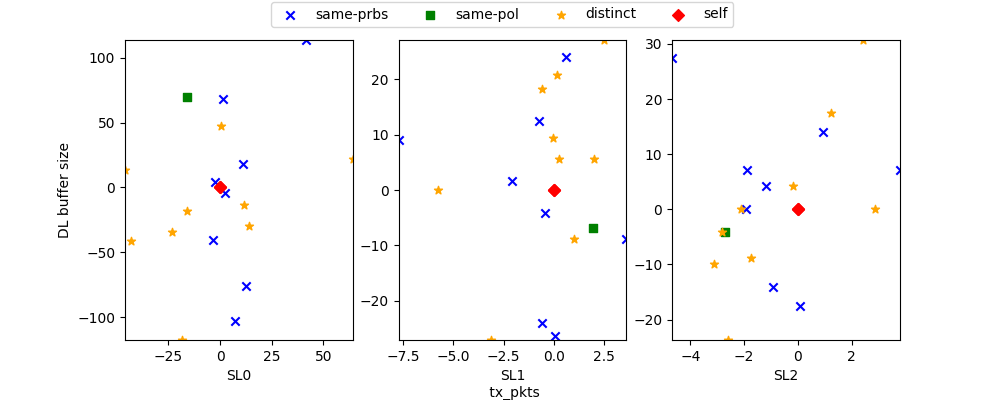 same-prbs same-pol distinct self
DL buffer size
100
50
0
−50
−100
−25 0 25 50
SL0
20
10
0
−10
−20
−7.5 −5.0 −2.5 0.0 2.5
SL1
tx_pkts
30
20
10
0
−10
−20
−4 −2 0 2
SL2